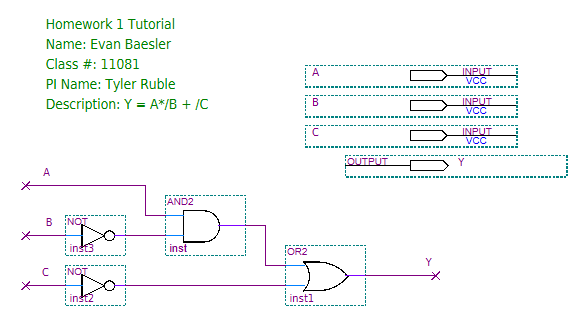 Homework 1 Tutorial
Name: Evan Baesler
Class #: 11081
PI Name: Tyler Ruble
Description: Y = A*/B + /C
A INPUT
VCC
B INPUT
VCC
C INPUT
VCC
OUTPUT Y
A
AND2
inst
B NOT
inst3
C NOT
inst2
OR2
inst1
Y